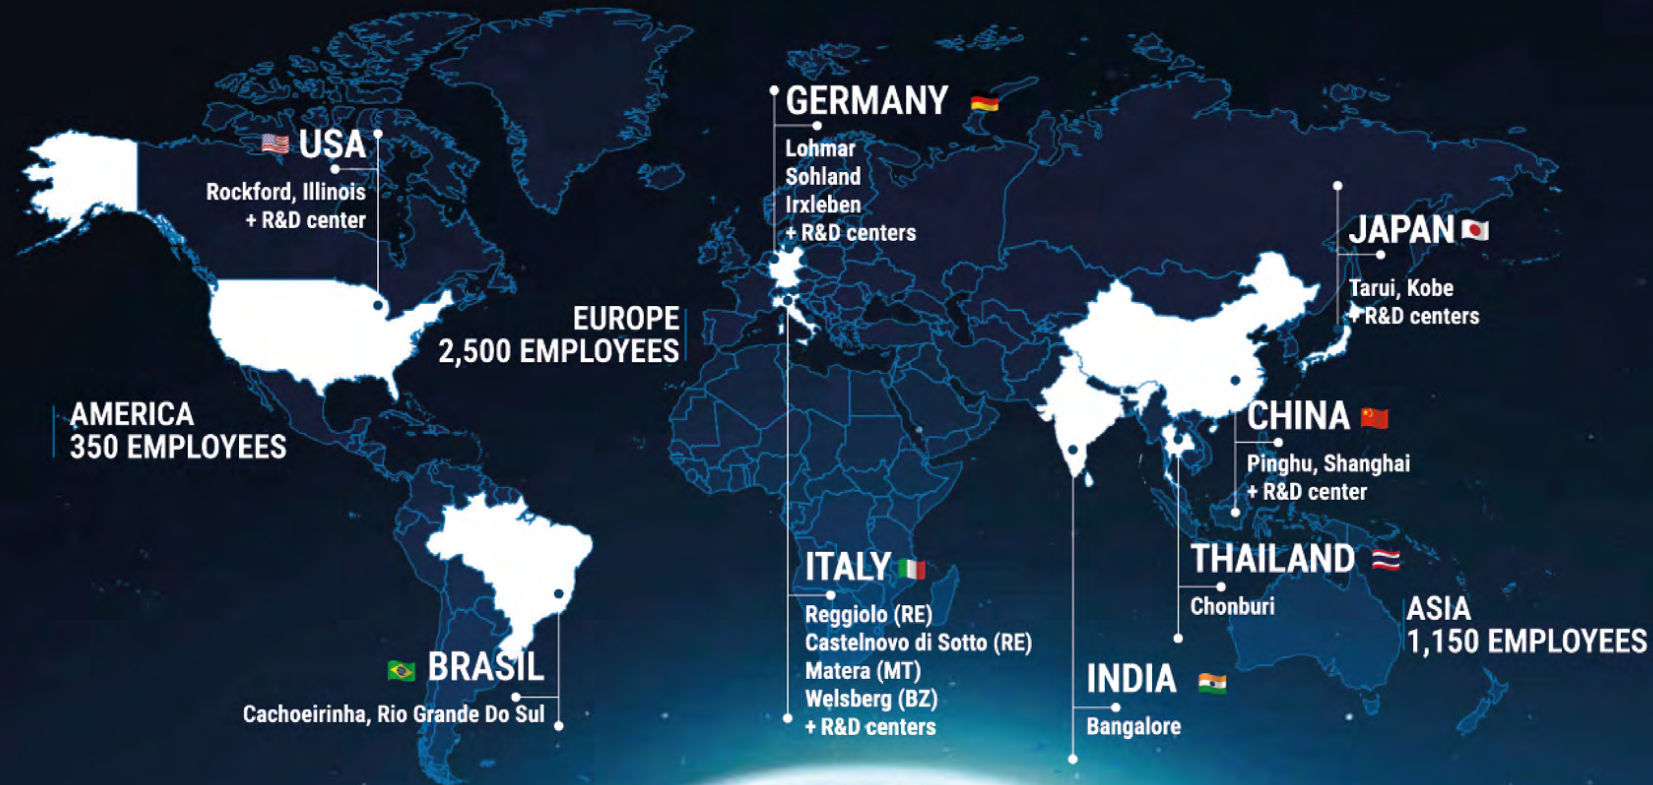 USA
Rockford, Illinois
+ R&D center
GERMANY
Lohmar
Sohland
Irxleben
+ R&D centers
JAPAN
Tarui, Kobe
+ R&D centers
EUROPE
2,500 EMPLOYEES
AMERICA
350 EMPLOYEES
CHINA
Pinghu, Shanghai
+ R&D center
THAILAND
Chonburi
ASIA
1,150 EMPLOYEES
ITALY
Reggiolo (RE)
Castelnovo di Sotto (RE)
Matera (MT)
Welsberg (BZ)
+ R&D centers
BRASIL
Cachoeirinha, Rio Grande Do Sul
INDIA
Bangalore